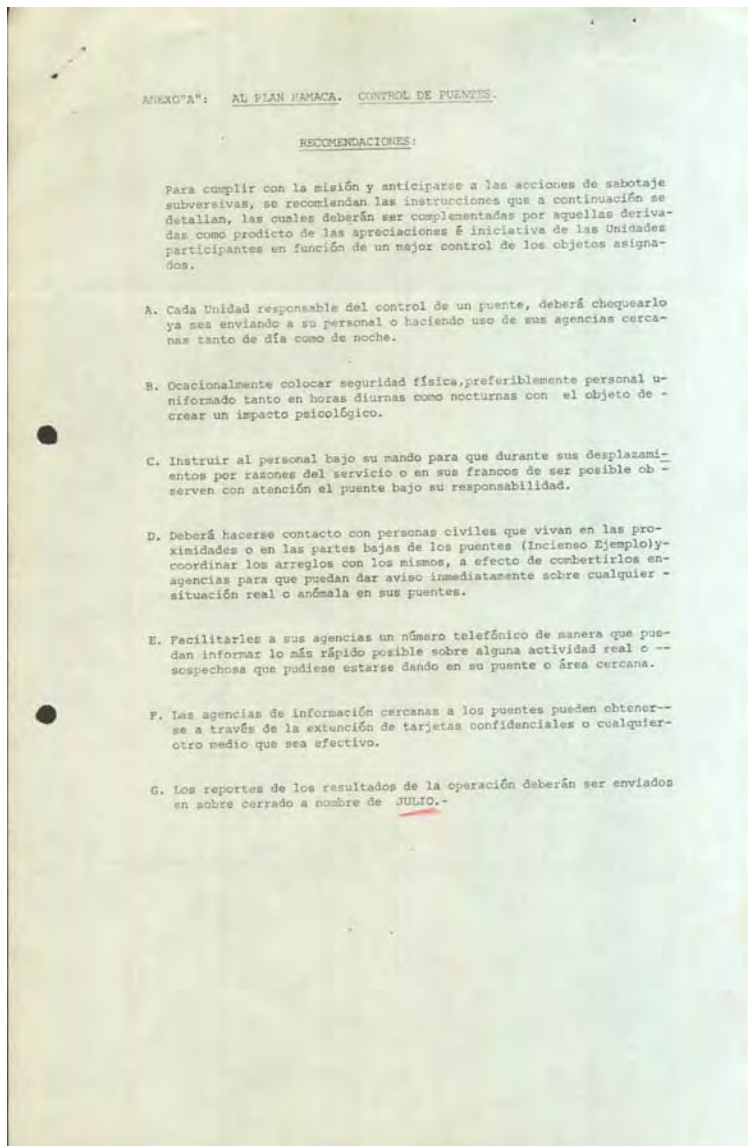 ANEXO"A": AL PLAN HAMACA. CONTROL DE PUENTES.
RECOMENDACIONES:
Para cumplir con la misión y anticiparse a las acciones de sabotaje
subversivas, se recomiendan las instrucciones que a continuación se
detallan, las cuales deberán ser complementadas por aquellas deriva-
das como prodicto de las apreciaciones é iniciativa de las Unidades
participantes en función de un mejor control de los objetos asigna-
dos.
A. Cada Unidad responsable del control de un puente, deberá chequearlo
ya sea enviando a su personal o haciendo uso de sus agencias cerca-
nas tanto de día como de noche.
B. Ocacionalmente colocar seguridad física,preferiblemente personal u-
niformado tanto en horas diurnas como nocturnas con el objeto de -
crear un impacto psicológico.
C. Instruir al personal bajo su mando para que durante sus desplazami-
entos por razones del servicio o en sus francos de ser posible ob -
serven con atención el puente bajo su responsabilidad.
D. Deberá hacerse contacto con personas civiles que vivan en las pro-
ximidades o en las partes bajas de los puentes (Incienso Ejemplo)y-
coordinar los arreglos con los mismos, a efecto de combertirlos en-
agencias para que puedan dar aviso inmediatamente sobre cualquier -
situación real o anómala en sus puentes.
E. Facilitarles a sus agencias un número telefónico de manera que pue-
dan informar lo más rápido posible sobre alguna actividad real o --
sospechosa que pudiese estarse dando en su puente o área cercana.
F. Las agencias de información cercanas a los puentes pueden obtener--
se a través de la extención de tarjetas confidenciales o cualquier-
otro medio que sea efectivo.
G. Los reportes de los resultados de la operación deberán ser enviados
en sobre cerrado a nombre de JULIO.-